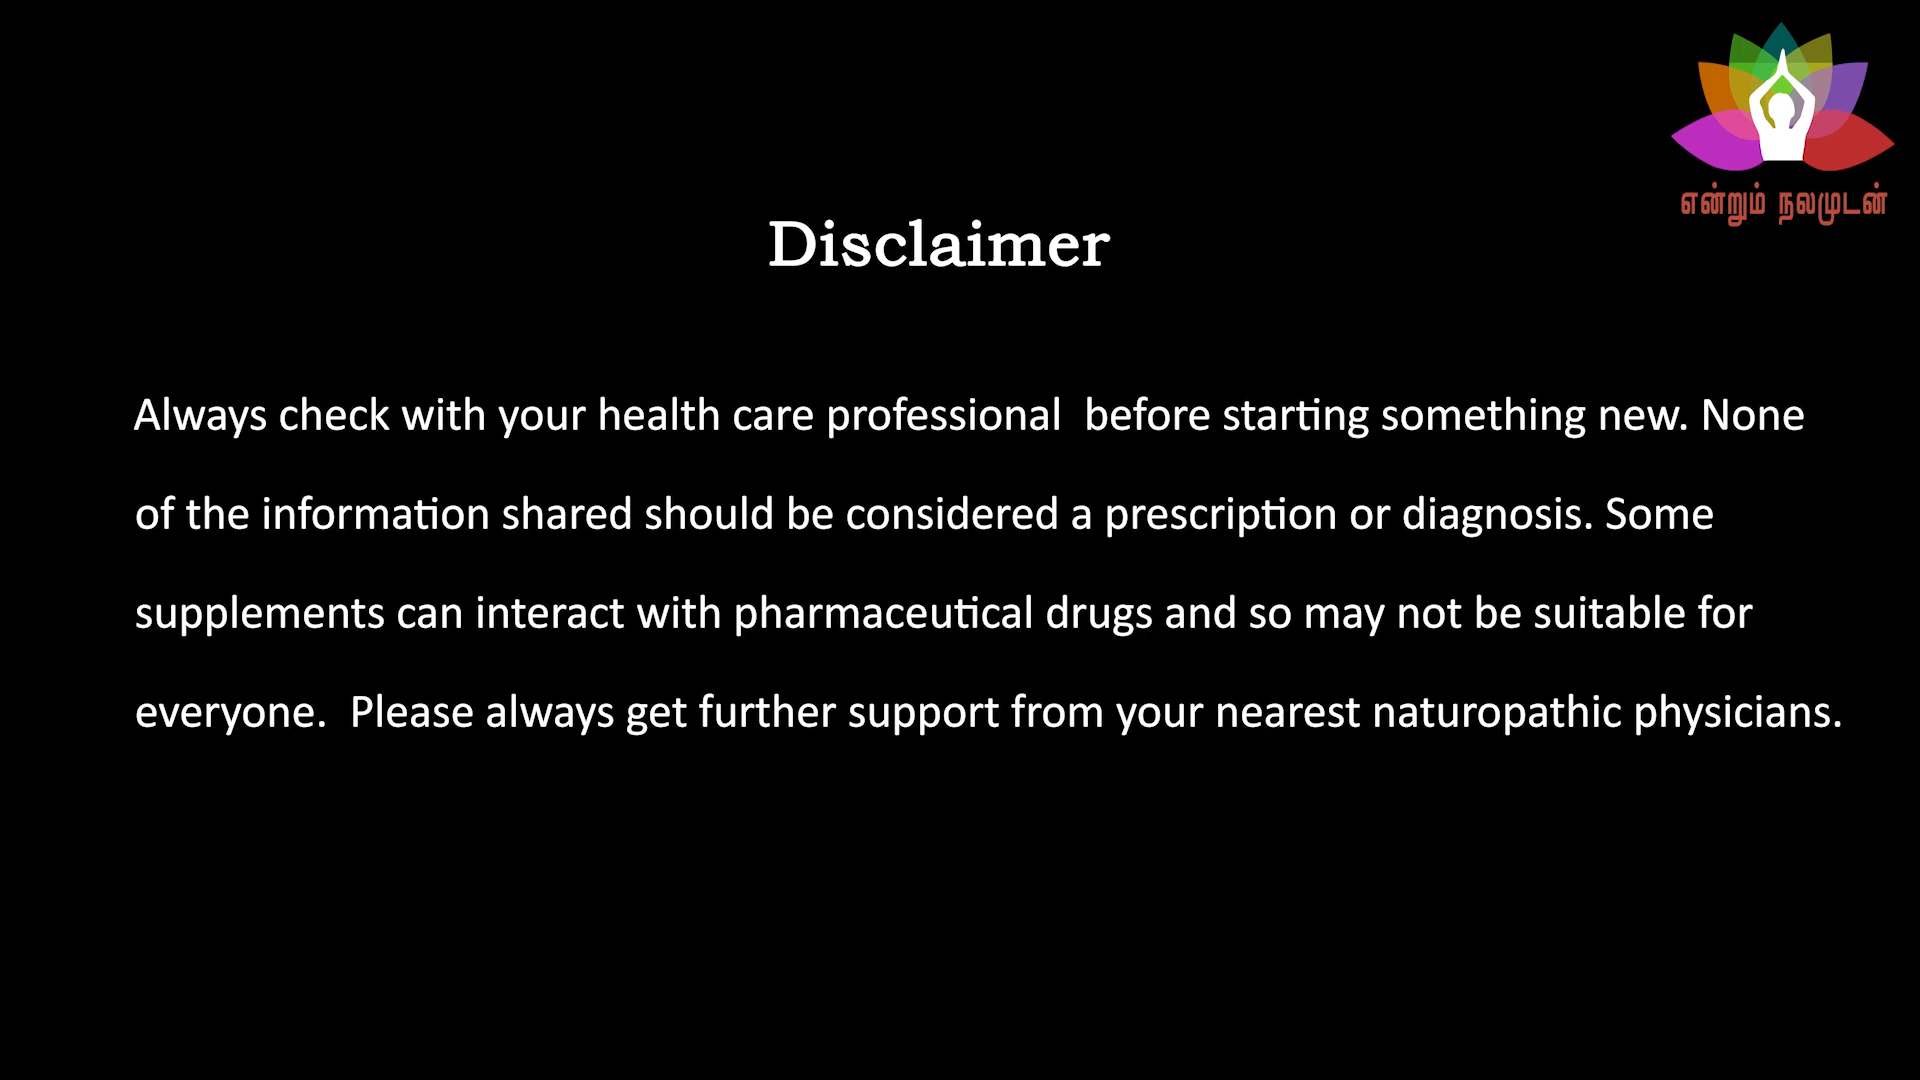 என்றும் நலமுடன்
Disclaimer
Always check with your health care professional  before starting something new. None
of the information shared should be considered a prescription or diagnosis. Some
supplements can interact with pharmaceutical drugs and so may not be suitable for
everyone.  Please always get further support from your nearest naturopathic physicians.